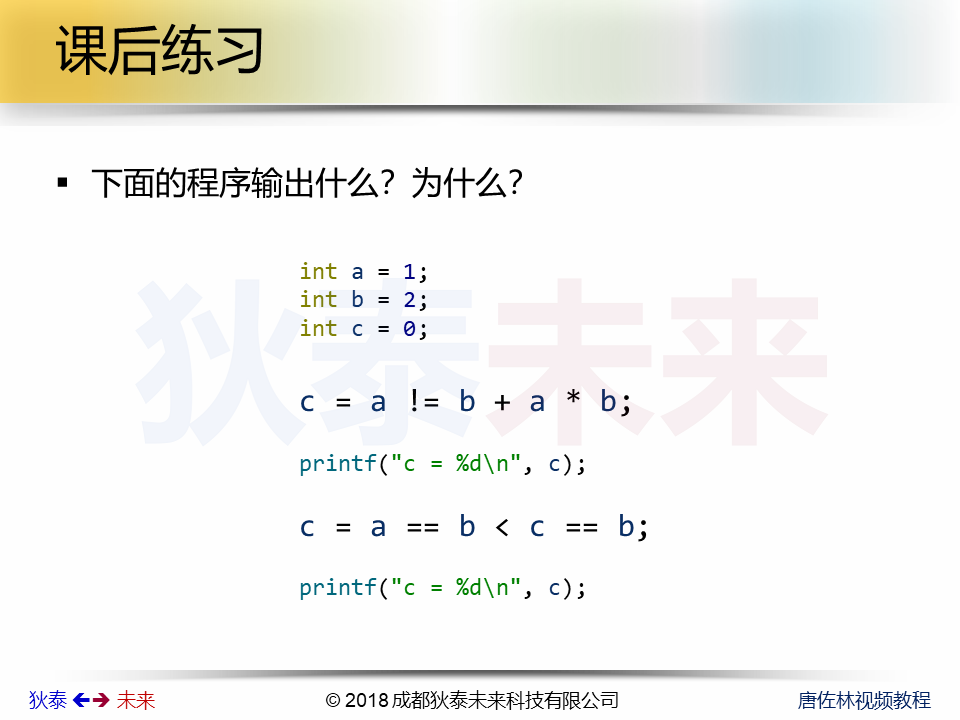 课后练习
下面的程序输出什么？为什么？
int a = 1;
int b = 2;
int c = 0;
c = a != b + a * b;
printf("c = %d\n", c);
c = a == b < c == b;
printf("c = %d\n", c);
狄泰未来
狄泰 未来 © 2018 成都狄泰未来科技有限公司 唐佐林视频教程